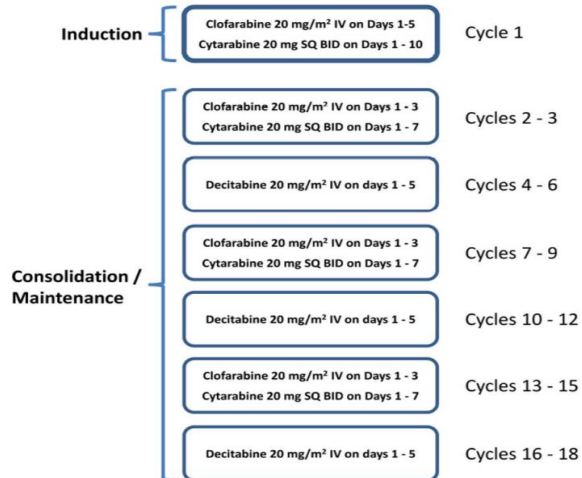 Induction
Clofarabine 20 mg/m² IV on Days 1-5
Cytarabine 20 mg SQ BID on Days 1 - 10
Cycle 1
Consolidation /
Maintenance
Clofarabine 20 mg/m² IV on Days 1 - 3
Cytarabine 20 mg SQ BID on Days 1 - 7
Cycles 2 - 3
Decitabine 20 mg/m² IV on days 1 - 5
Cycles 4 - 6
Clofarabine 20 mg/m² IV on Days 1 - 3
Cytarabine 20 mg SQ BID on Days 1 - 7
Cycles 7 - 9
Decitabine 20 mg/m² IV on days 1 - 5
Cycles 10 - 12
Clofarabine 20 mg/m² IV on Days 1 - 3
Cytarabine 20 mg SQ BID on Days 1 - 7
Cycles 13 - 15
Decitabine 20 mg/m² IV on days 1 - 5
Cycles 16 - 18